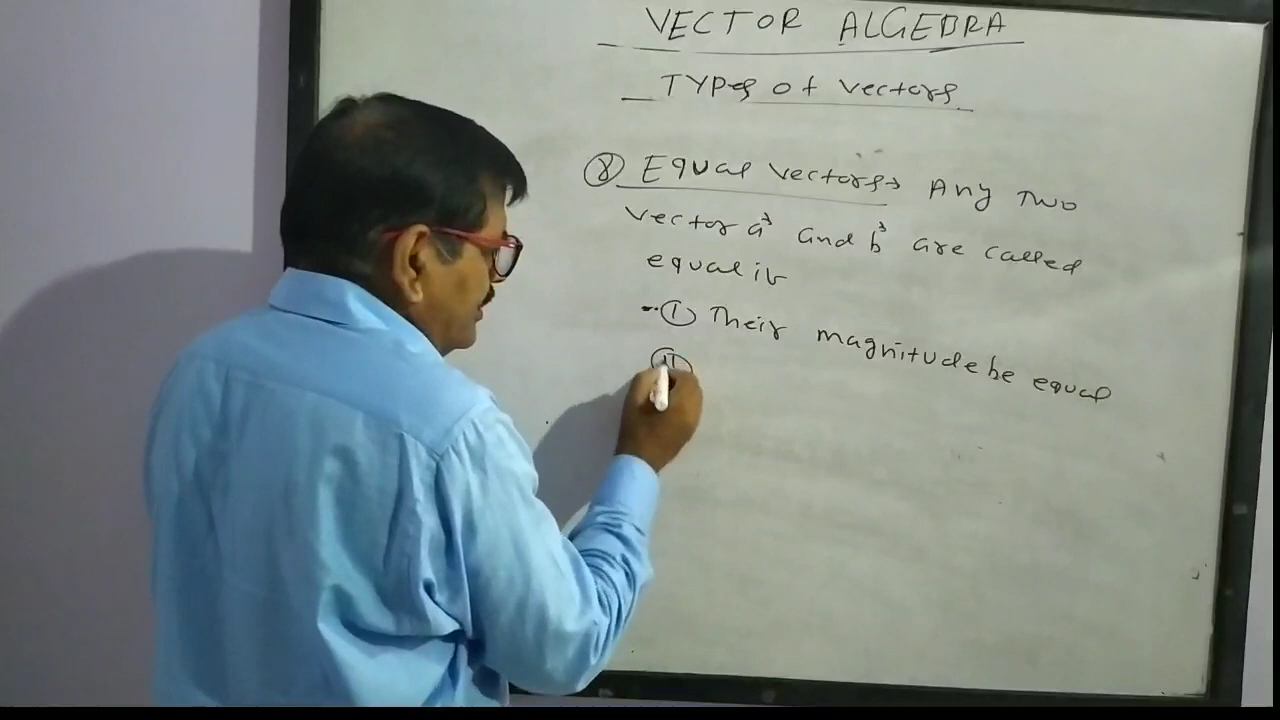 VECTOR ALGEBRA
Types of vectors
(8) Equal vectors→ Any Two
vector a→ and b→ are called
equal if
(I) Their magnitude be equal
(II)